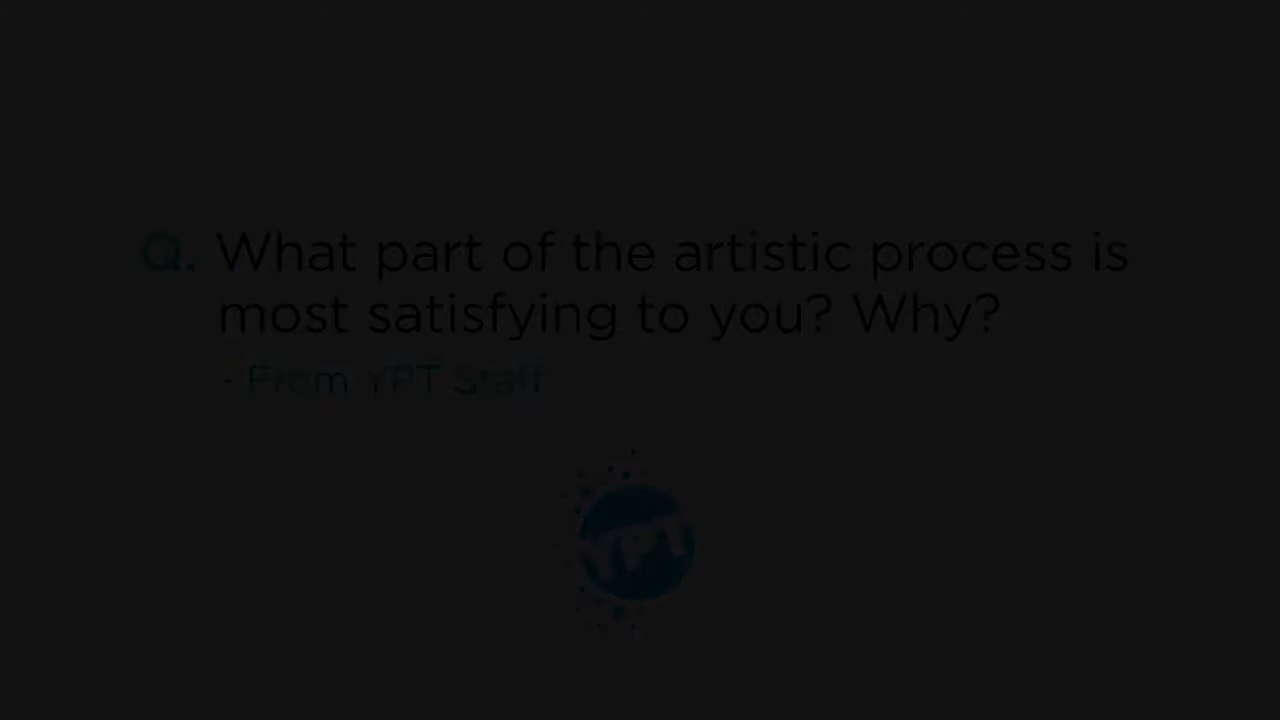 Q. What part of the artistic process is
most satisfying to you? Why?
- From YPT Staff
YPT